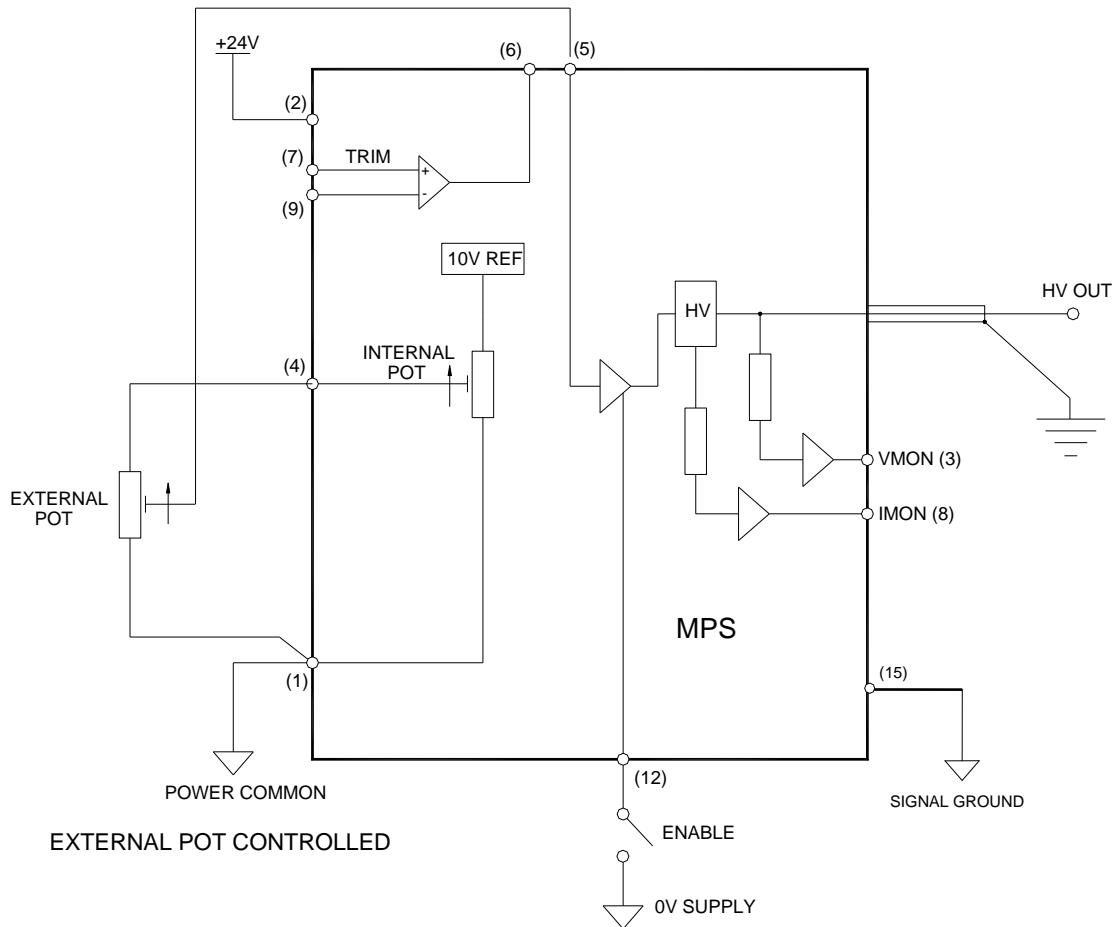 +24V
(6)
(5)
(2)
(7)
TRIM
+
(9)
-
10V REF
HV
HV OUT
INTERNAL
POT
(4)
VMON (3)
EXTERNAL
POT
IMON (8)
MPS
(1)
(15)
(12)
POWER COMMON
SIGNAL GROUND
ENABLE
EXTERNAL POT CONTROLLED
0V SUPPLY